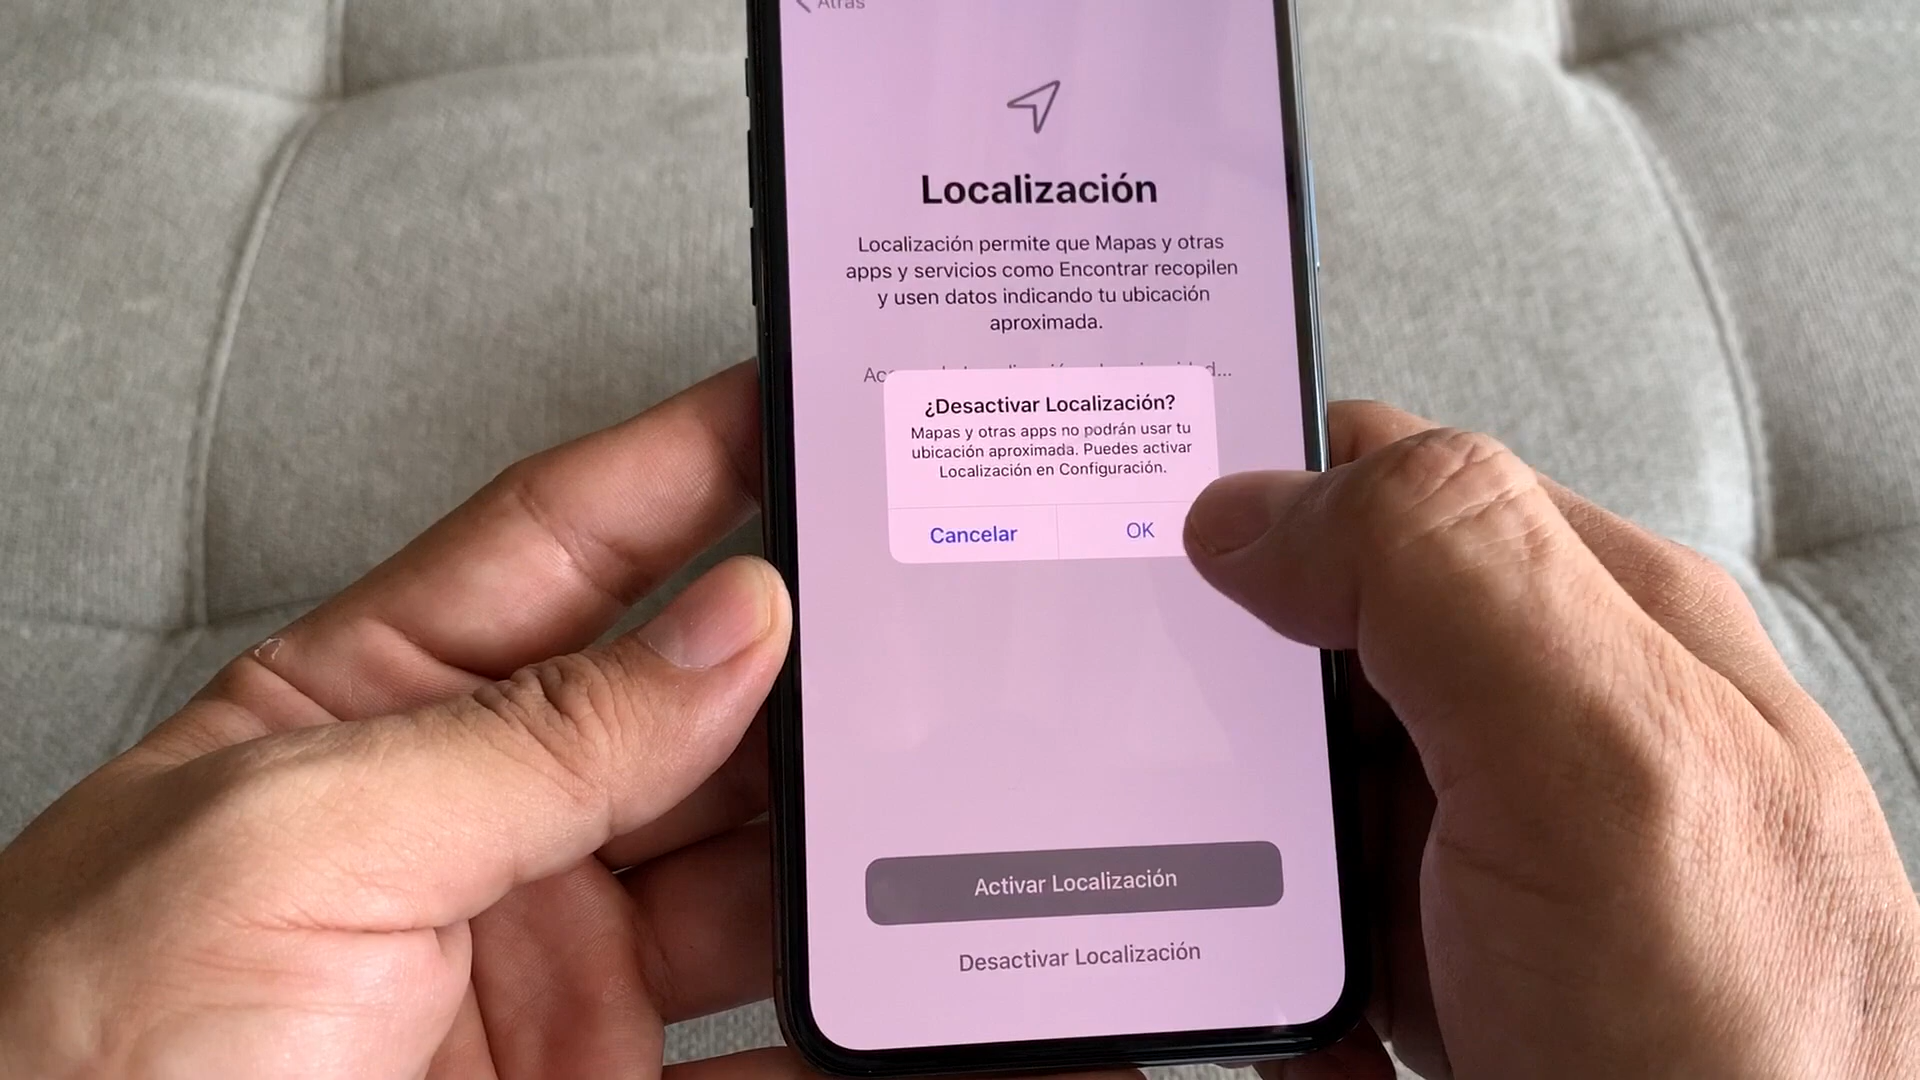 Atrás
Localización
Localización permite que Mapas y otras
apps y servicios como Encontrar recopilen
y usen datos indicando tu ubicación
aproximada.
¿Desactivar Localización?
Mapas y otras apps no podrán usar tu
ubicación aproximada. Puedes activar
Localización en Configuración.
Cancelar
OK
Activar Localización
Desactivar Localización